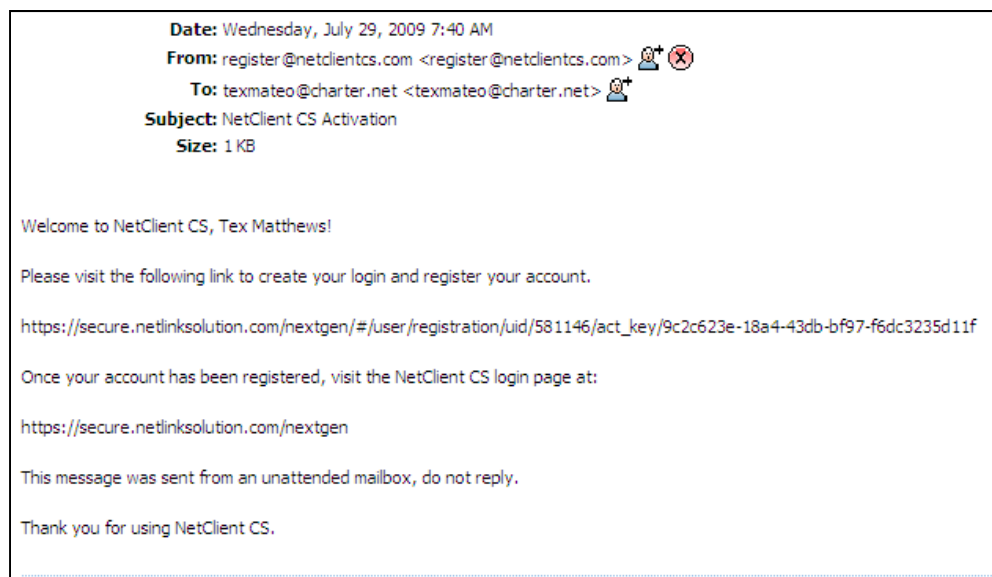 Date: Wednesday, July 29, 2009 7:40 AM
From: register@netclientcs.com <register@netclientcs.com>
To: texmateo@charter.net <texmateo@charter.net>
Subject: NetClient CS Activation
Size: 1 KB
Welcome to NetClient CS, Tex Matthews!
Please visit the following link to create your login and register your account.
https://secure.netlinksolution.com/nextgen/#/user/registration/uid/581146/act_key/9c2c623e-18a4-43db-bf97-f6dc3235d11f
Once your account has been registered, visit the NetClient CS login page at:
https://secure.netlinksolution.com/nextgen
This message was sent from an unattended mailbox, do not reply.
Thank you for using NetClient CS.